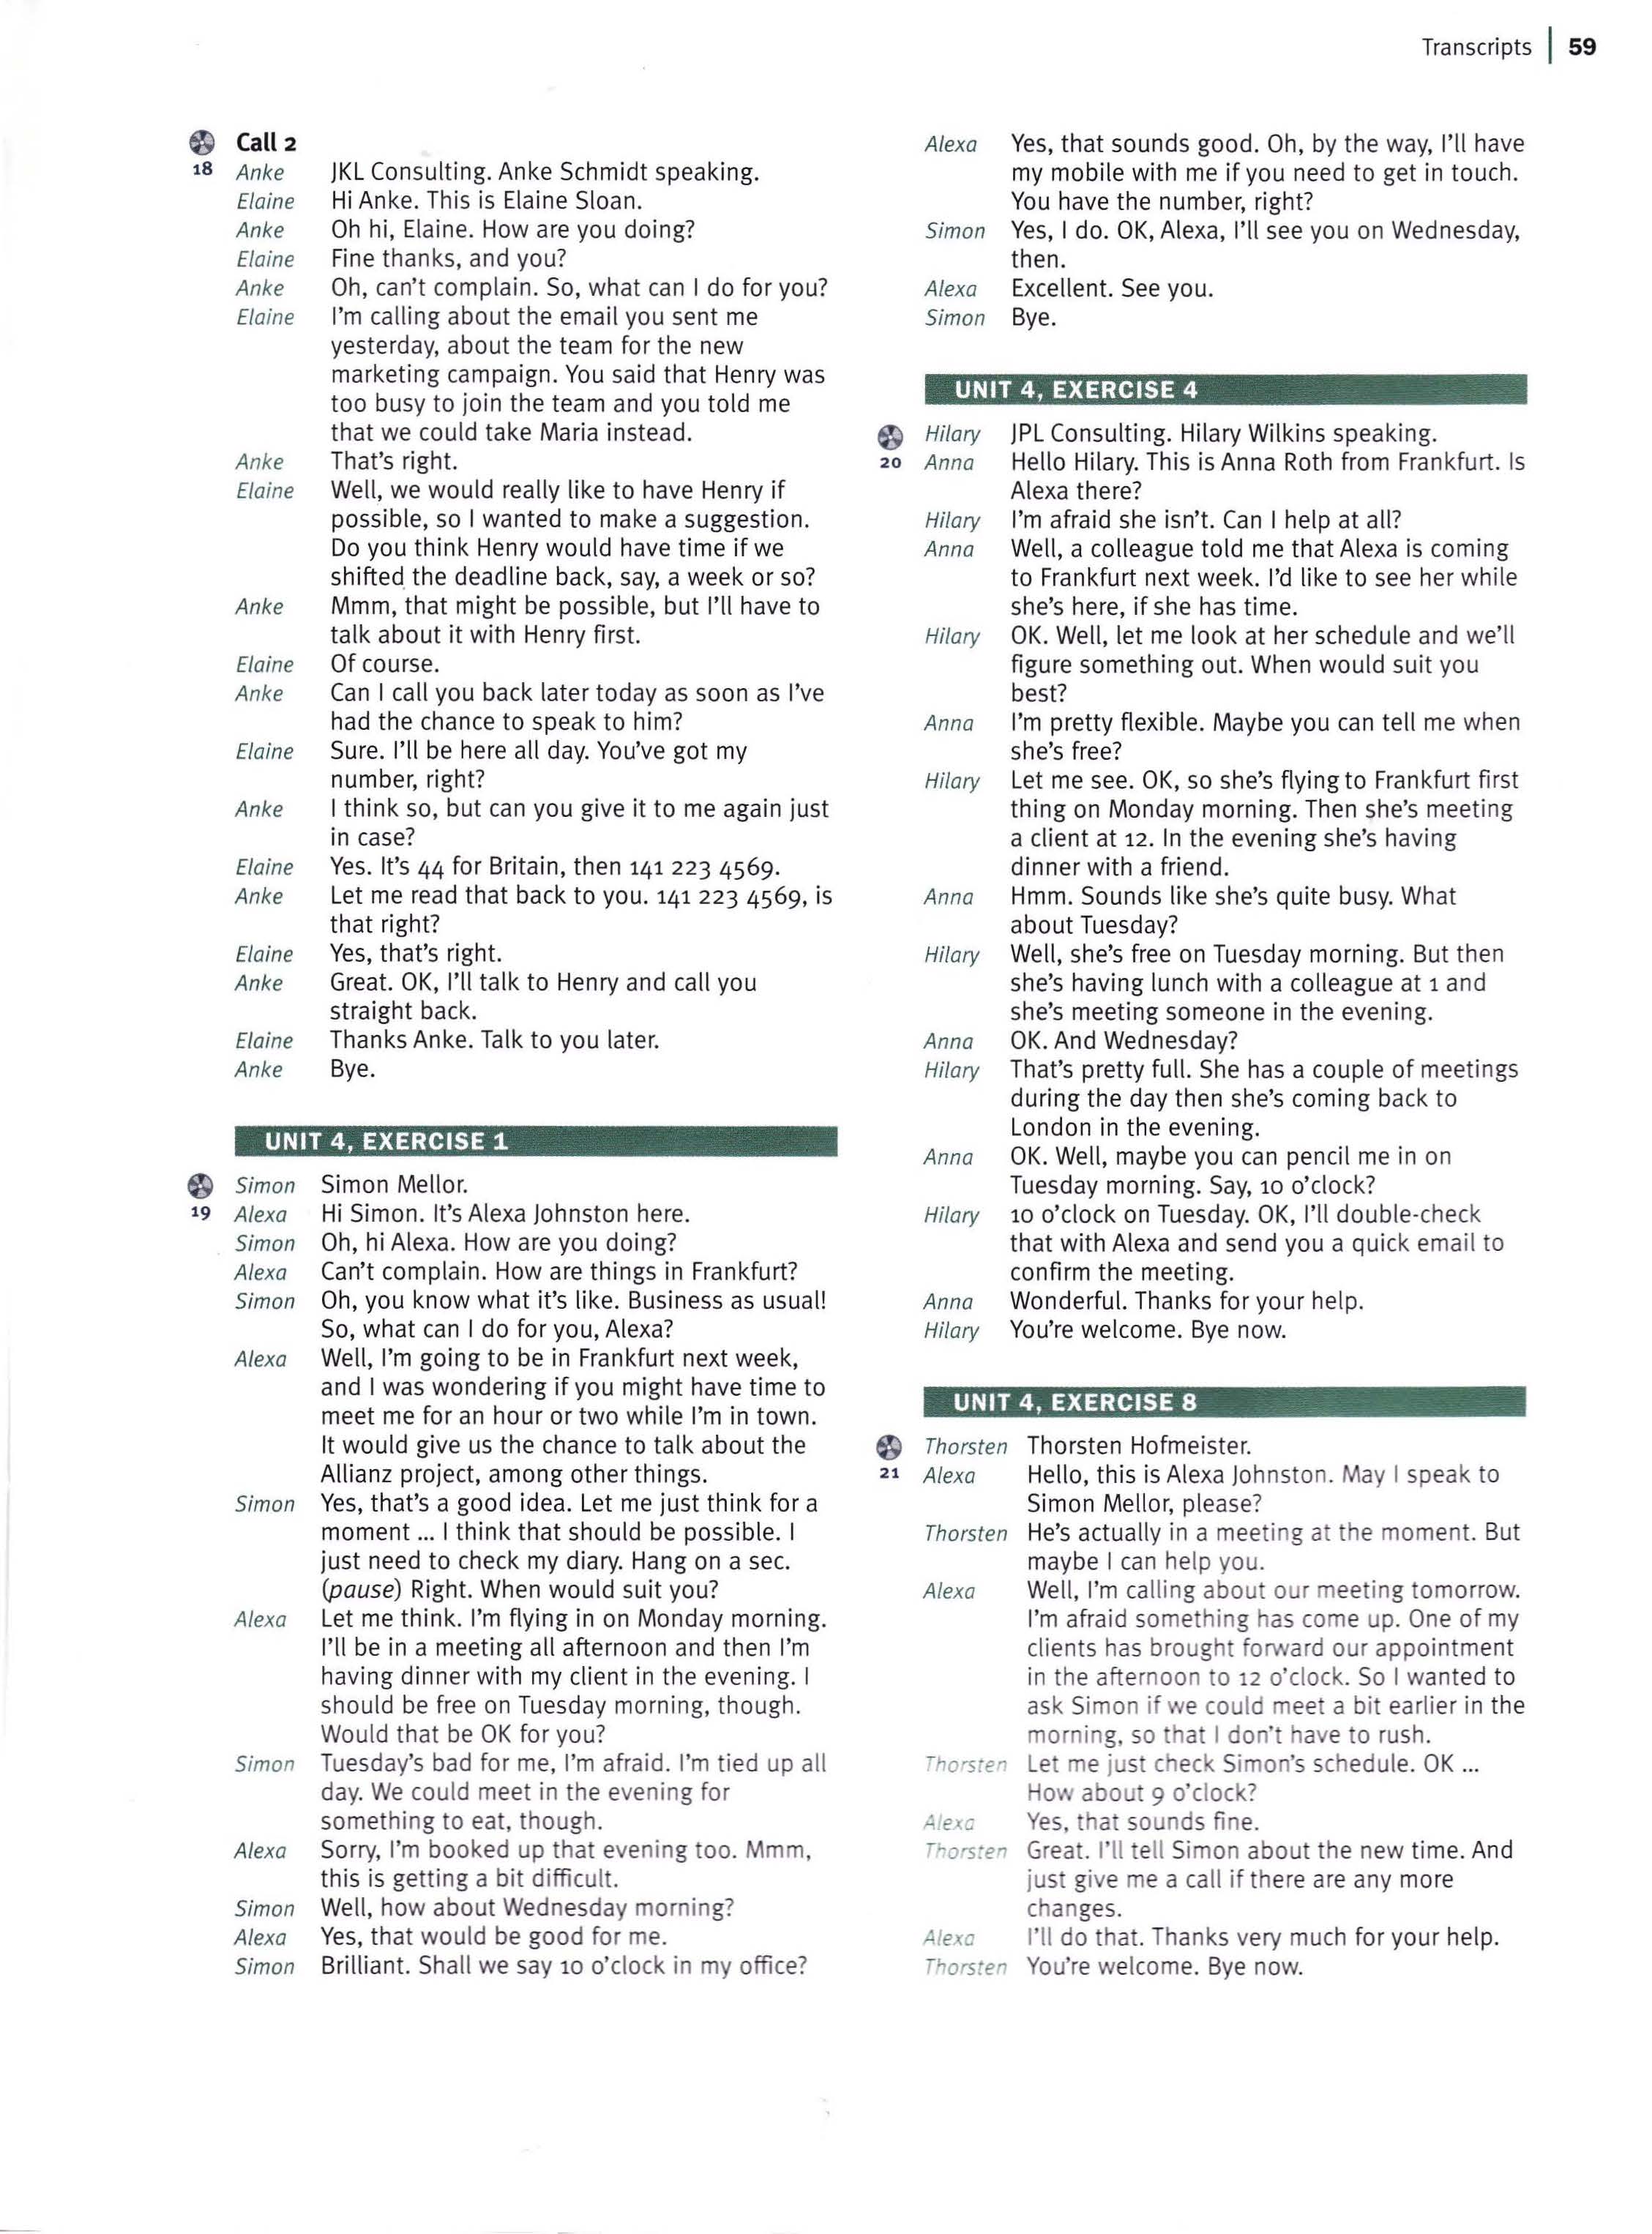 Transcripts | 59
Call 2
18 Anke JKL Consulting. Anke Schmidt speaking.
Elaine Hi Anke. This is Elaine Sloan.
Anke Oh hi, Elaine. How are you doing?
Elaine Fine thanks, and you?
Anke Oh, can't complain. So, what can I do for you?
Elaine I'm calling about the email you sent me
yesterday, about the team for the new
marketing campaign. You said that Henry was
too busy to join the team and you told me
that we could take Maria instead.
Anke That's right.
Elaine Well, we would really like to have Henry if
possible, so I wanted to make a suggestion.
Do you think Henry would have time if we
shifted the deadline back, say, a week or so?
Anke Mmm, that might be possible, but I'll have to
talk about it with Henry first.
Elaine Of course.
Anke Can I call you back later today as soon as I've
had the chance to speak to him?
Elaine Sure. I'll be here all day. You've got my
number, right?
Anke I think so, but can you give it to me again just
in case?
Elaine Yes. It's 44 for Britain, then 141 223 4569.
Anke Let me read that back to you. 141 223 4569, is
that right?
Elaine Yes, that's right.
Anke Great. OK, I'll talk to Henry and call you
straight back.
Elaine Thanks Anke. Talk to you later.
Anke Bye.
UNIT 4, EXERCISE 1
Simon Simon Mellor.
19 Alexa Hi Simon. It's Alexa Johnston here.
Simon Oh, hi Alexa. How are you doing?
Alexa Can't complain. How are things in Frankfurt?
Simon Oh, you know what it's like. Business as usual!
So, what can I do for you, Alexa?
Alexa Well, I'm going to be in Frankfurt next week,
and I was wondering if you might have time to
meet me for an hour or two while I'm in town.
It would give us the chance to talk about the
Allianz project, among other things.
Simon Yes, that's a good idea. Let me just think for a
moment ... I think that should be possible. I
just need to check my diary. Hang on a sec.
(pause) Right. When would suit you?
Alexa Let me think. I'm flying in on Monday morning.
I'll be in a meeting all afternoon and then I'm
having dinner with my client in the evening. I
should be free on Tuesday morning, though.
Would that be OK for you?
Simon Tuesday's bad for me, I'm afraid. I'm tied up all
day. We could meet in the evening for
something to eat, though.
Alexa Sorry, I'm booked up that evening too. Mmm,
this is getting a bit difficult.
Simon Well, how about Wednesday morning?
Alexa Yes, that would be good for me.
Simon Brilliant. Shall we say 10 o'clock in my office?
Alexa Yes, that sounds good. Oh, by the way, I'll have
my mobile with me if you need to get in touch.
You have the number, right?
Simon Yes, I do. OK, Alexa, I'll see you on Wednesday,
then.
Alexa Excellent. See you.
Simon Bye.
UNIT 4, EXERCISE 4
Hilary JPL Consulting. Hilary Wilkins speaking.
20 Anna Hello Hilary. This is Anna Roth from Frankfurt. Is
Alexa there?
Hilary I'm afraid she isn't. Can I help at all?
Anna Well, a colleague told me that Alexa is coming
to Frankfurt next week. I'd like to see her while
she's here, if she has time.
Hilary OK. Well, let me look at her schedule and we'll
figure something out. When would suit you
best?
Anna I'm pretty flexible. Maybe you can tell me when
she's free?
Hilary Let me see. OK, so she's flying to Frankfurt first
thing on Monday morning. Then she's meeting
a client at 12. In the evening she's having
dinner with a friend.
Anna Hmm. Sounds like she's quite busy. What
about Tuesday?
Hilary Well, she's free on Tuesday morning. But then
she's having lunch with a colleague at 1 and
she's meeting someone in the evening.
Anna OK. And Wednesday?
Hilary That's pretty full. She has a couple of meetings
during the day then she's coming back to
London in the evening.
Anna OK. Well, maybe you can pencil me in on
Tuesday morning. Say, 10 o'clock?
Hilary 10 o'clock on Tuesday. OK, I'll double-check
that with Alexa and send you a quick email to
confirm the meeting.
Anna Wonderful. Thanks for your help.
Hilary You're welcome. Bye now.
UNIT 4, EXERCISE 8
Thorsten Thorsten Hofmeister.
21 Alexa Hello, this is Alexa Johnston. May I speak to
Simon Mellor, please?
Thorsten He's actually in a meeting at the moment. But
maybe I can help you.
Alexa Well, I'm calling about our meeting tomorrow.
I'm afraid something has come up. One of my
clients has brought forward our appointment
in the afternoon to 12 o'clock. So I wanted to
ask Simon if we could meet a bit earlier in the
morning, so that I don't have to rush.
Thorsten Let me just check Simon's schedule. OK ...
How about 9 o'clock?
Alexa Yes, that sounds fine.
Thorsten Great. I'll tell Simon about the new time. And
just give me a call if there are any more
changes.
Alexa I'll do that. Thanks very much for your help.
Thorsten You're welcome. Bye now.